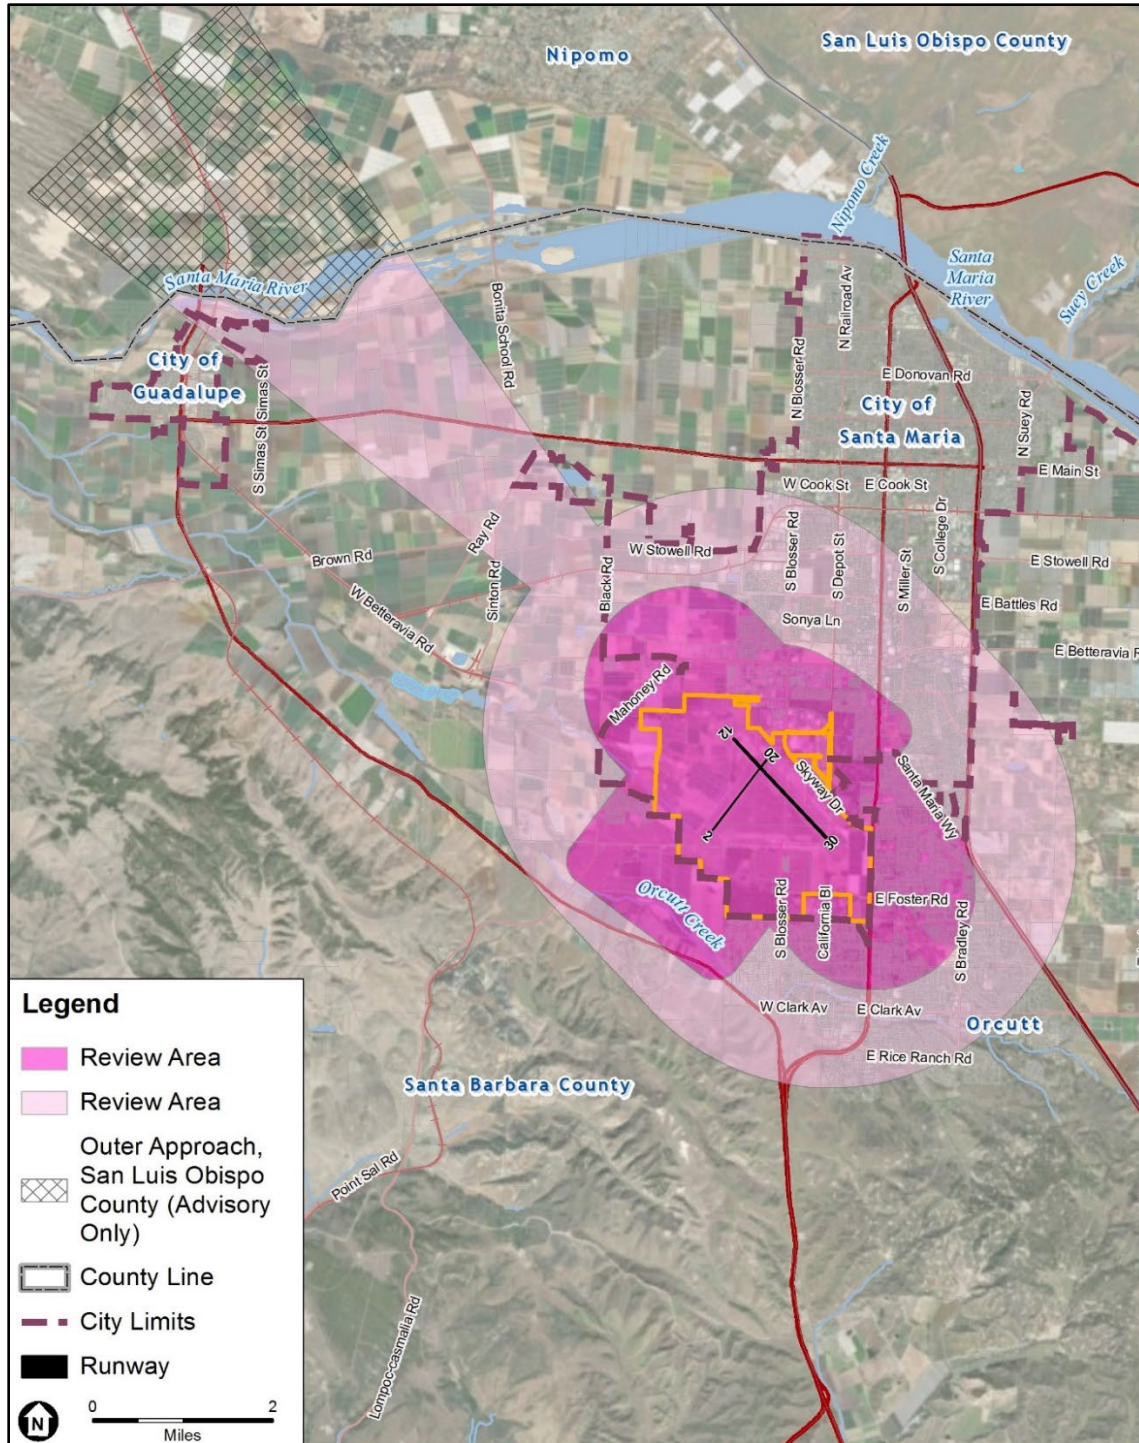 San Luis Obispo County
Nipomo
Nipomo Creek
Santa Maria River
Santa
Maria
River
Suey Creek
Bonita School Rd
N Railroad Av
N Blosser Rd
City of
Guadalupe
S Simas St
Simas St
E Donovan Rd
City of
Santa Maria
N Suey Rd
E Main St
W Cook St
E Cook St
S College Dr
Ray Rd
Brown Rd
W Stowell Rd
S Blosser Rd
S Depot St
S Miller St
E Stowell Rd
Sinton Rd
Black Rd
W Betteravia Rd
Sonya Ln
E Battles Rd
E Betteravia R
Mahoney Rd
12
20
Skyway Dr
Santa Maria Wy
2
30
Orcutt Creek
S Blosser Rd
California Bl
E Foster Rd
S Bradley Rd
W Clark Av
E Clark Av
Orcutt
E Rice Ranch Rd
Santa Barbara County
Point Sal Rd
Lompoc-casmalia Rd
Legend
Review Area
Review Area
Outer Approach,
San Luis Obispo
County (Advisory
Only)
County Line
City Limits
Runway
N
0 2
Miles